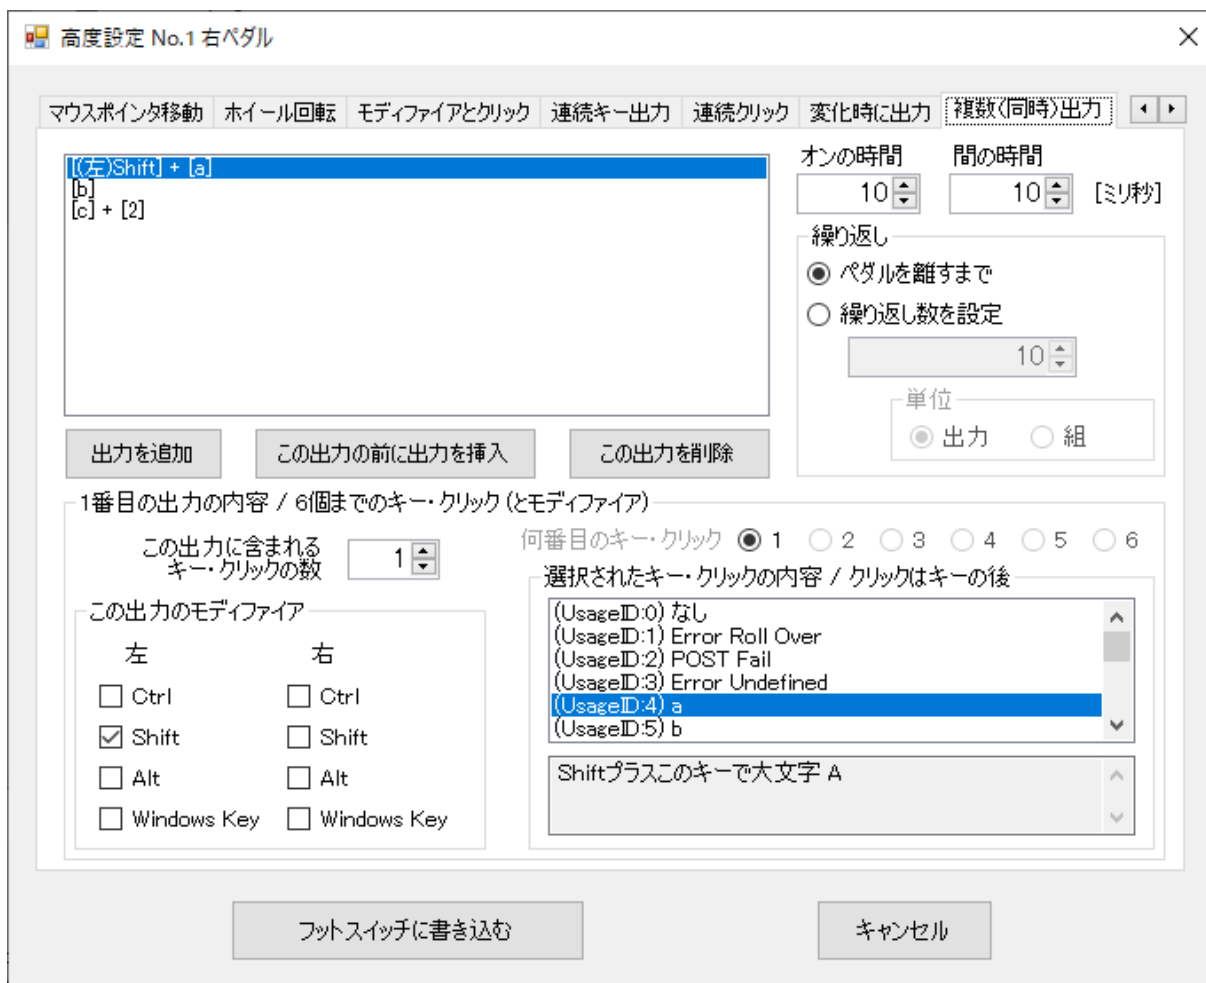 高度設定 No.1 右ペダル
マウスポインタ移動 ホイール回転 モディファイアとクリック 連続キー出力 連続クリック 変化時に出力 複数(同時)出力
[(左)Shift] + [a]
[b]
[c] + [2]
オンの時間 間の時間
10 10 [ミリ秒]
繰り返し
ペダルを離すまで
繰り返し数を設定
10
単位
出力 組
出力を追加 この出力の前に出力を挿入 この出力を削除
1番目の出力の内容 / 6個までのキー・クリック (とモディファイア)
この出力に含まれる
キー・クリックの数
1
何番目のキー・クリック 1 2 3 4 5 6
選択されたキー・クリックの内容 / クリックはキーの後
(UsageID:0) なし
(UsageID:1) Error Roll Over
(UsageID:2) POST Fail
(UsageID:3) Error Undefined
(UsageID:4) a
(UsageID:5) b
Shiftプラスこのキーで大文字 A
この出力のモディファイア
左 右
Ctrl Ctrl
Shift Shift
Alt Alt
Windows Key Windows Key
フットスイッチに書き込む キャンセル